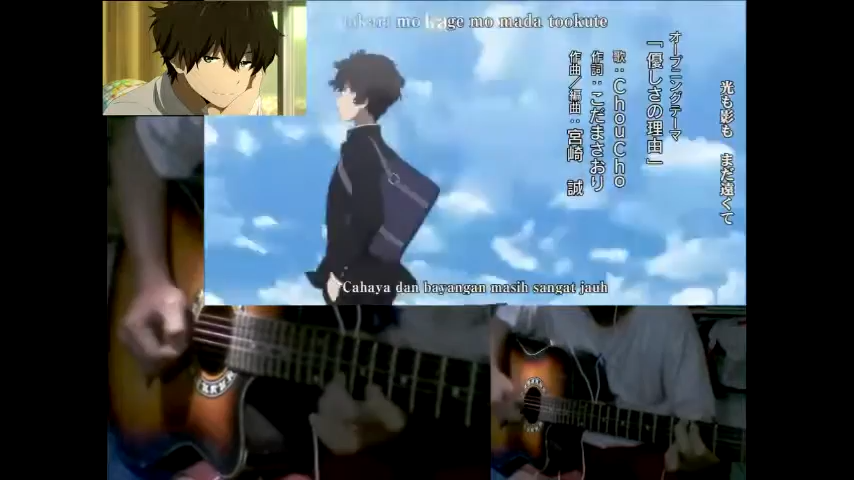 ge mo mada tookute
オープニングテーマ
「優しさの理由」
歌：ChouCho
作詞：こだまさおり
作曲／編曲：宮崎 誠
光も影も まだ遠くて
Cahaya dan bayangan masih sangat jauh